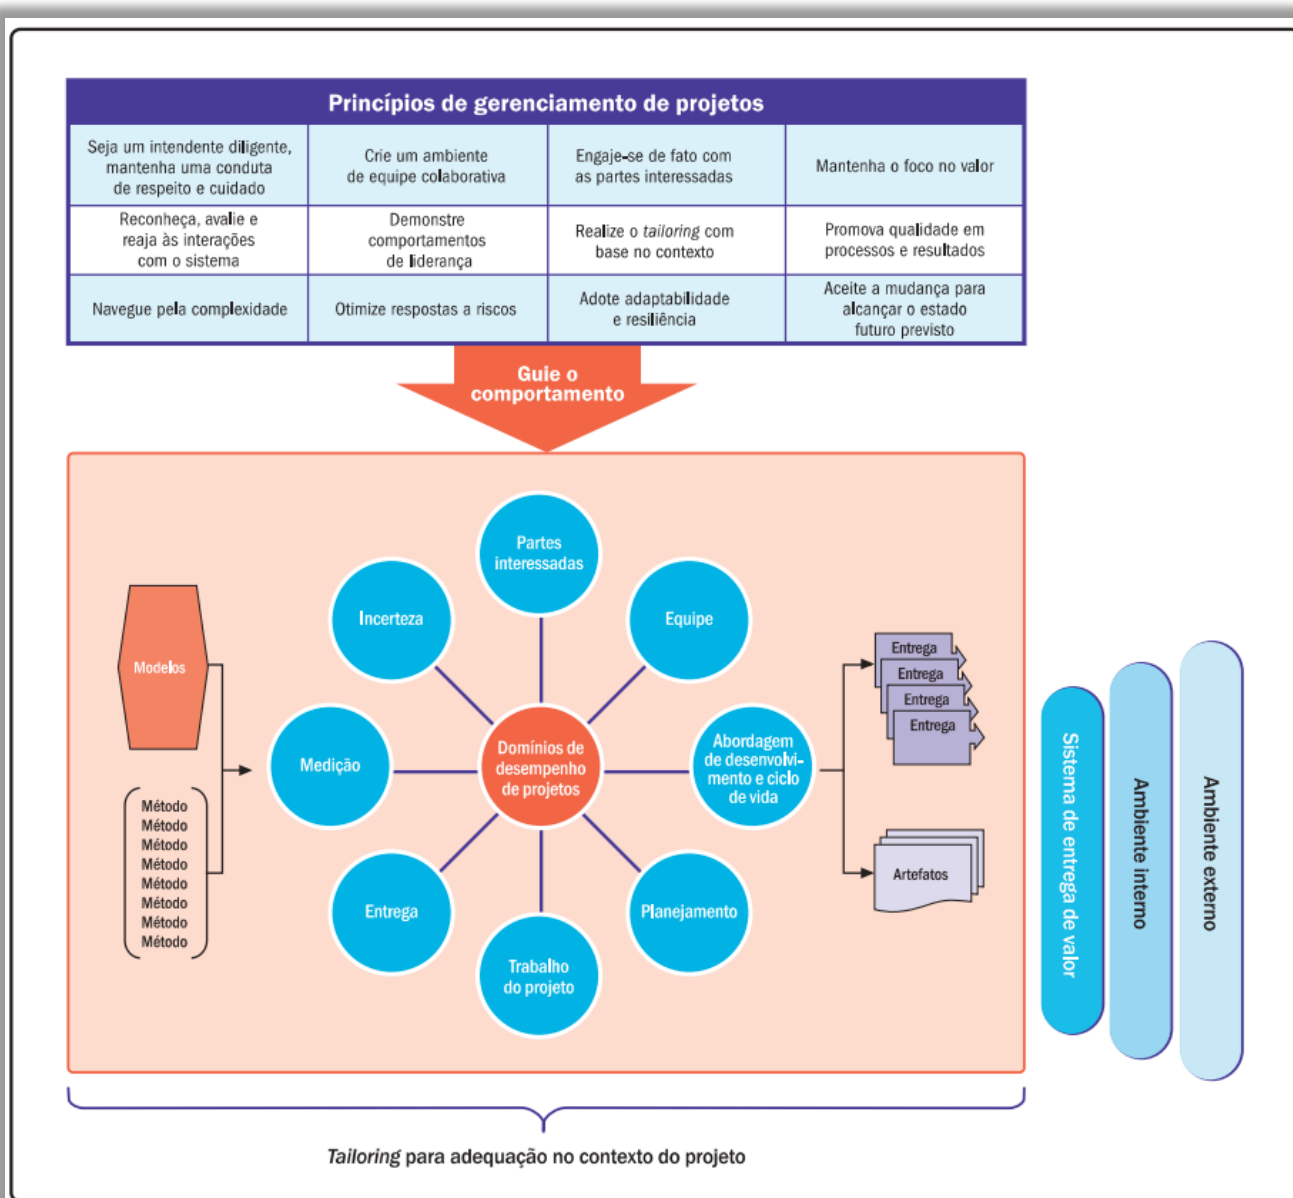 Princípios de gerenciamento de projetos
Seja um intendente diligente,
mantenha uma conduta
de respeito e cuidado
Crie um ambiente
de equipe colaborativa
Engaje-se de fato com
as partes interessadas
Mantenha o foco no valor
Reconheça, avalie e
reaja às interações
com o sistema
Demonstre
comportamentos
de liderança
Realize o tailoring com
base no contexto
Promova qualidade em
processos e resultados
Navegue pela complexidade
Otimize respostas a riscos
Adote adaptabilidade
e resiliência
Aceite a mudança para
alcançar o estado
futuro previsto
Guie o
comportamento
Partes
interessadas
Incerteza
Equipe
Modelos
Medição
Domínios de
desempenho
de projetos
Abordagem
de desenvolvi-
mento e ciclo
de vida
Entrega
Entrega
Entrega
Entrega
Método
Método
Método
Método
Método
Método
Método
Método
Entrega
Planejamento
Trabalho
do projeto
Artefatos
Sistema de entrega de valor
Ambiente interno
Ambiente externo
Tailoring para adequação no contexto do projeto